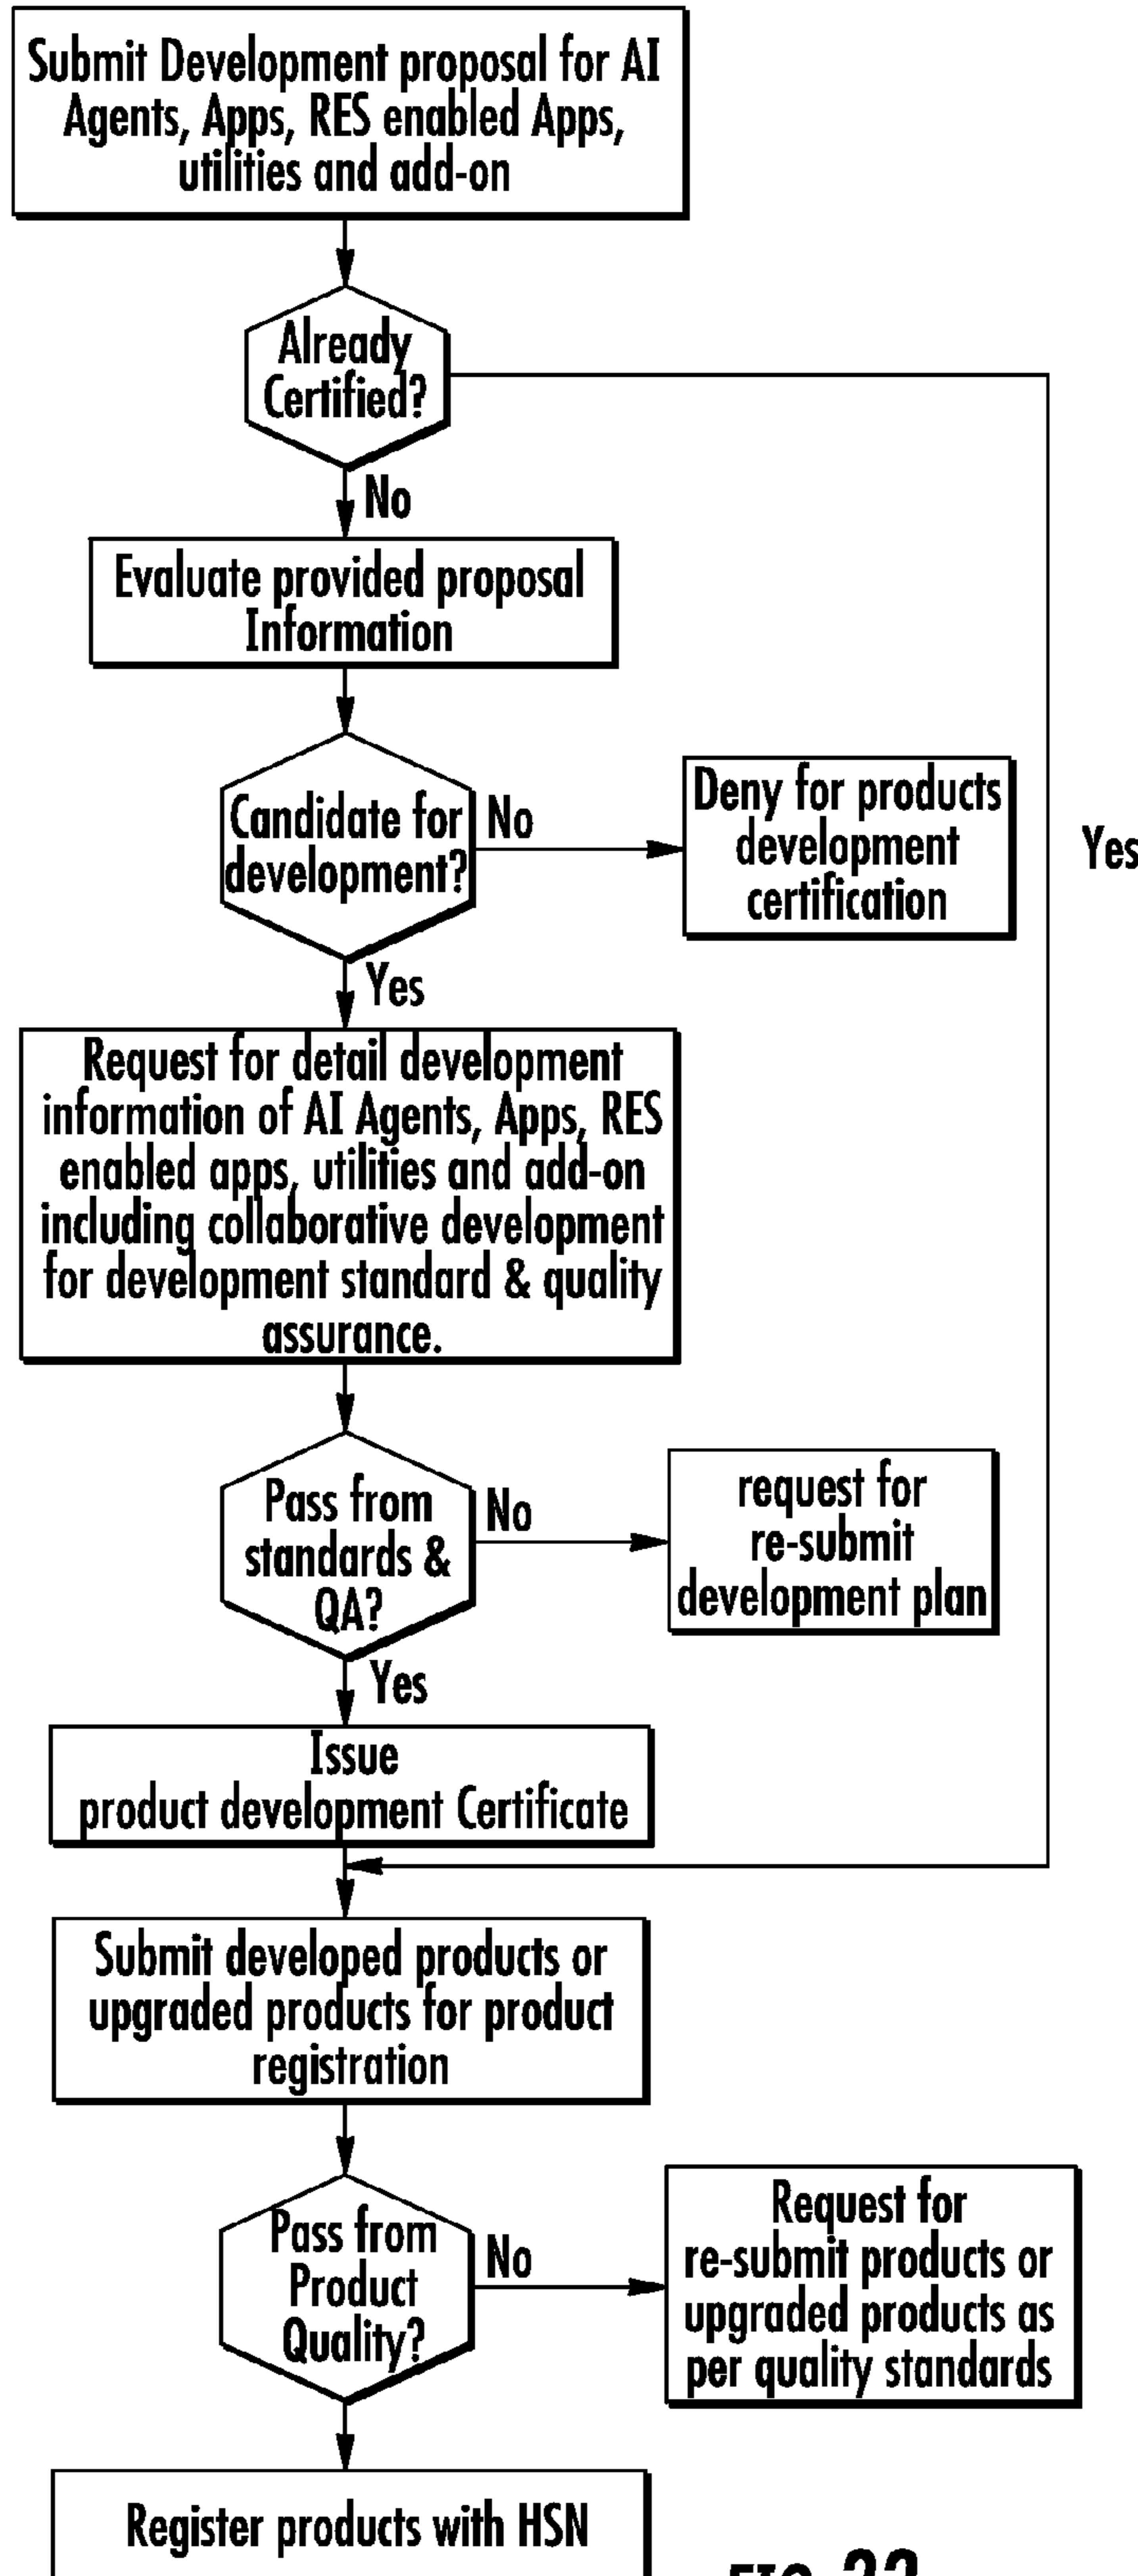 Submit Development proposal for AI
Agents, Apps, RES enabled Apps,
utilities and add-on
Already
Certified?
No
Evaluate provided proposal
Information
Candidate for
development?
No
Deny for products
development
certification
Yes
Yes
Request for detail development
information of AI Agents, Apps, RES
enabled apps, utilities and add-on
including collaborative development
for development standard & quality
assurance.
Pass from
standards &
QA?
No
request for
re-submit
development plan
Yes
Issue
product development Certificate
Submit developed products or
upgraded products for product
registration
Pass from
Product
Quality?
No
Request for
re-submit products or
upgraded products as
per quality standards
Register products with HSN